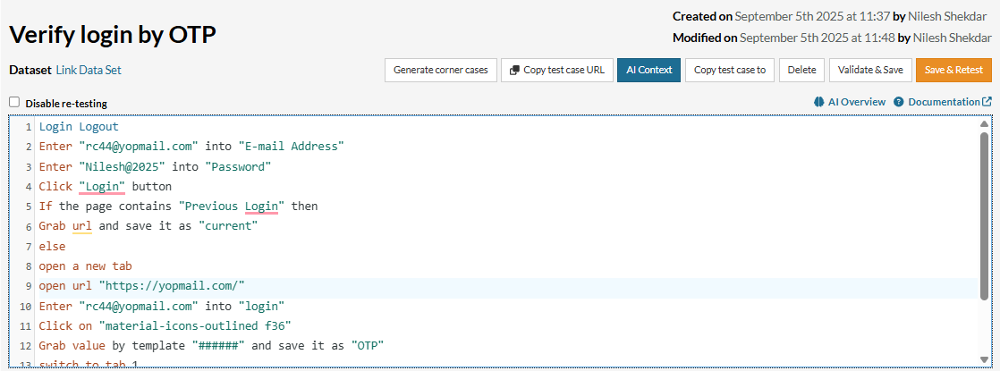 Created on September 5th 2025 at 11:37 by Nilesh Shekdar
Verify login by OTP
Modified on September 5th 2025 at 11:48 by Nilesh Shekdar
Dataset Link Data Set
Generate corner cases Copy test case URL AI Context Copy test case to Delete Validate & Save Save & Retest
Disable re-testing AI Overview Documentation
1 Login Logout
2 Enter "rc44@yopmail.com" into "E-mail Address"
3 Enter "Nilesh@2025" into "Password"
4 Click "Login" button
5 If the page contains "Previous Login" then
6 Grab url and save it as "current"
7 else
8 open a new tab
9 open url "https://yopmail.com/"
10 Enter "rc44@yopmail.com" into "login"
11 Click on "material-icons-outlined f36"
12 Grab value by template "######" and save it as "OTP"
13 switch to tab 1